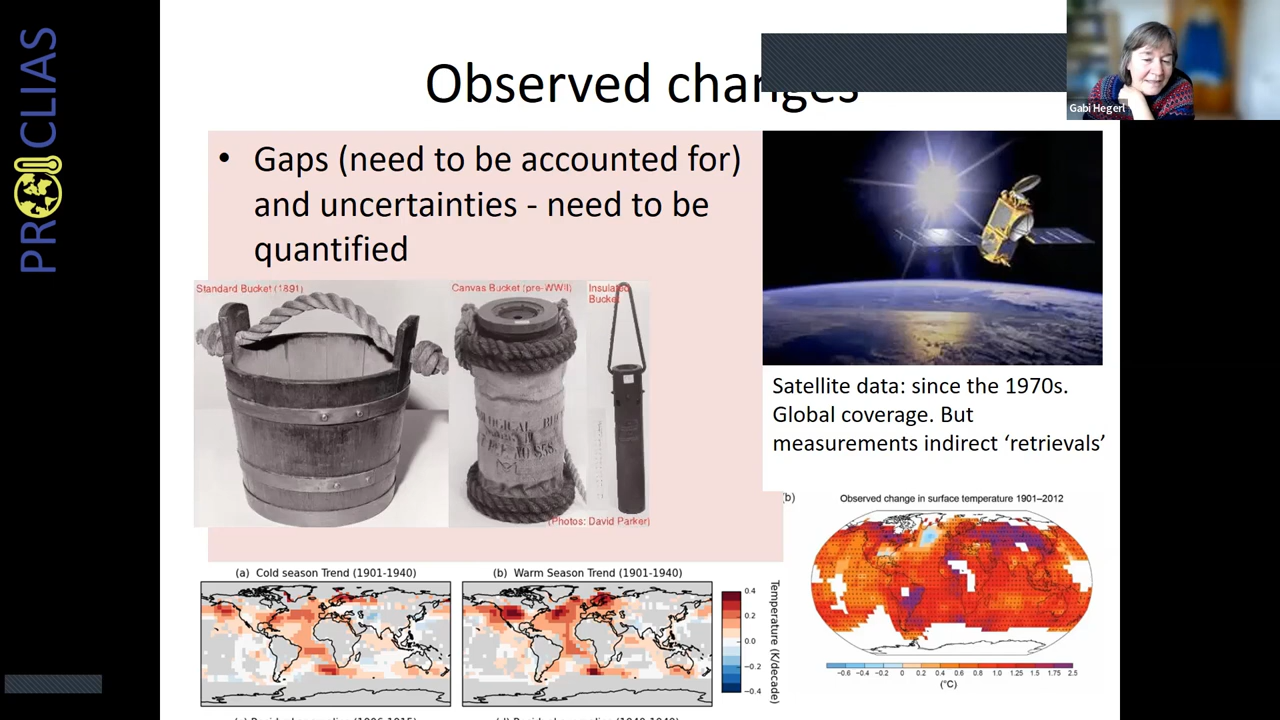 PROCLIAS
Observed changes
Gabi Hegerl
• Gaps (need to be accounted for)
and uncertainties - need to be
quantified
Standard Bucket (1891)
Canvas Bucket (pre-WWII)
Insulated
Bucket
(Photos: David Parker)
Satellite data: since the 1970s.
Global coverage. But
measurements indirect ‘retrievals’
(b)
Observed change in surface temperature 1901–2012
−0.6 −0.4 −0.2 0 0.2 0.4 0.6 0.8 1.0 1.25 1.5 1.75 2.5
(°C)
(a) Cold season Trend (1901-1940)
(b) Warm Season Trend (1901-1940)
0.4
0.2
0.0
−0.2
−0.4
Temperature (K/decade)